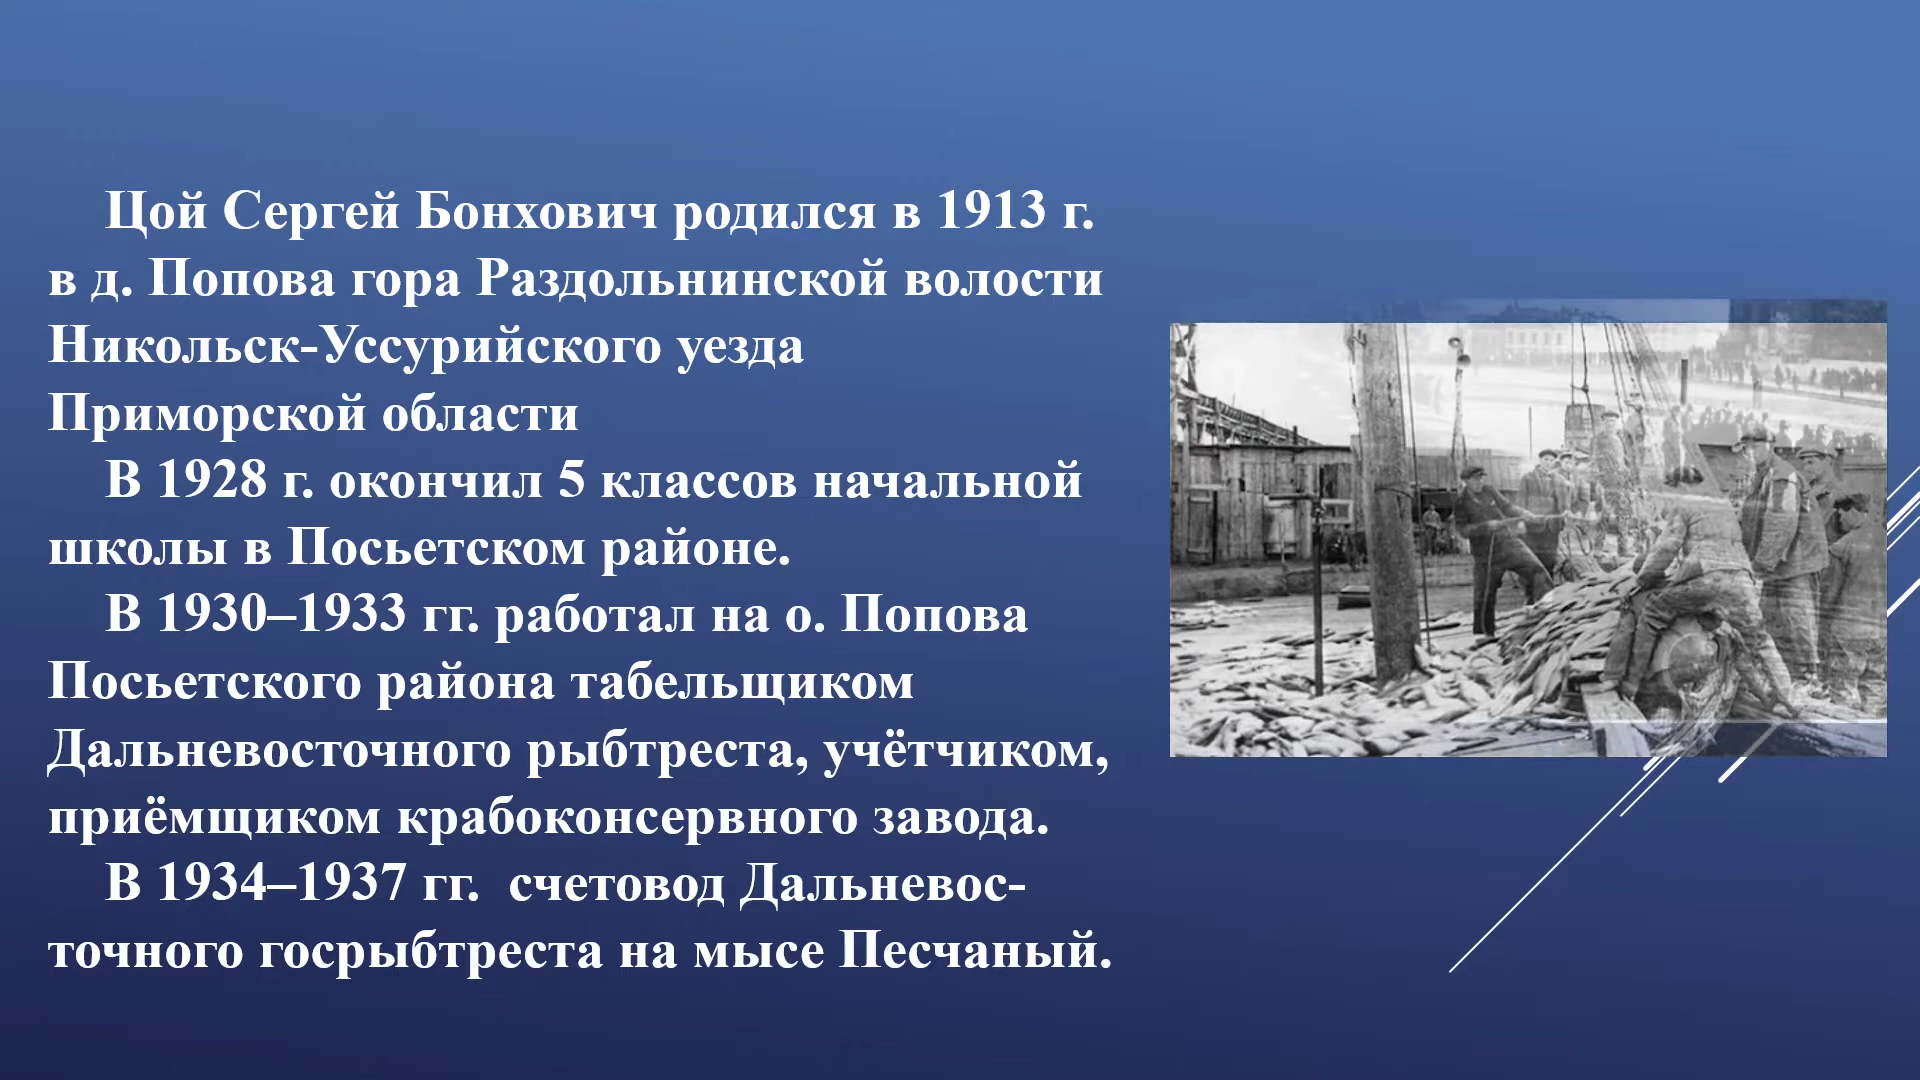 Цой Сергей Бонхович родился в 1913 г.
в д. Попова гора Раздольнинской волости
Никольск-Уссурийского уезда
Приморской области
В 1928 г. окончил 5 классов начальной
школы в Посьетском районе.
В 1930–1933 гг. работал на о. Попова
Посьетского района табельщиком
Дальневосточного рыбтреста, учётчиком,
приёмщиком крабоконсервного завода.
В 1934–1937 гг. счетовод Дальневос-
точного госрыбтреста на мысе Песчаный.